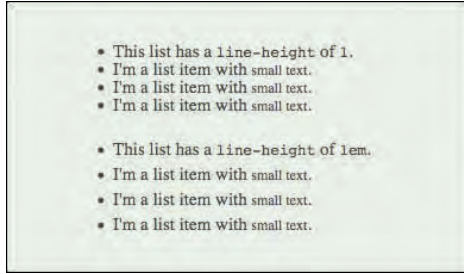 • This list has a line-height of 1.
• I'm a list item with small text.
• I'm a list item with small text.
• I'm a list item with small text.
• This list has a line-height of 1em.
• I'm a list item with small text.
• I'm a list item with small text.
• I'm a list item with small text.